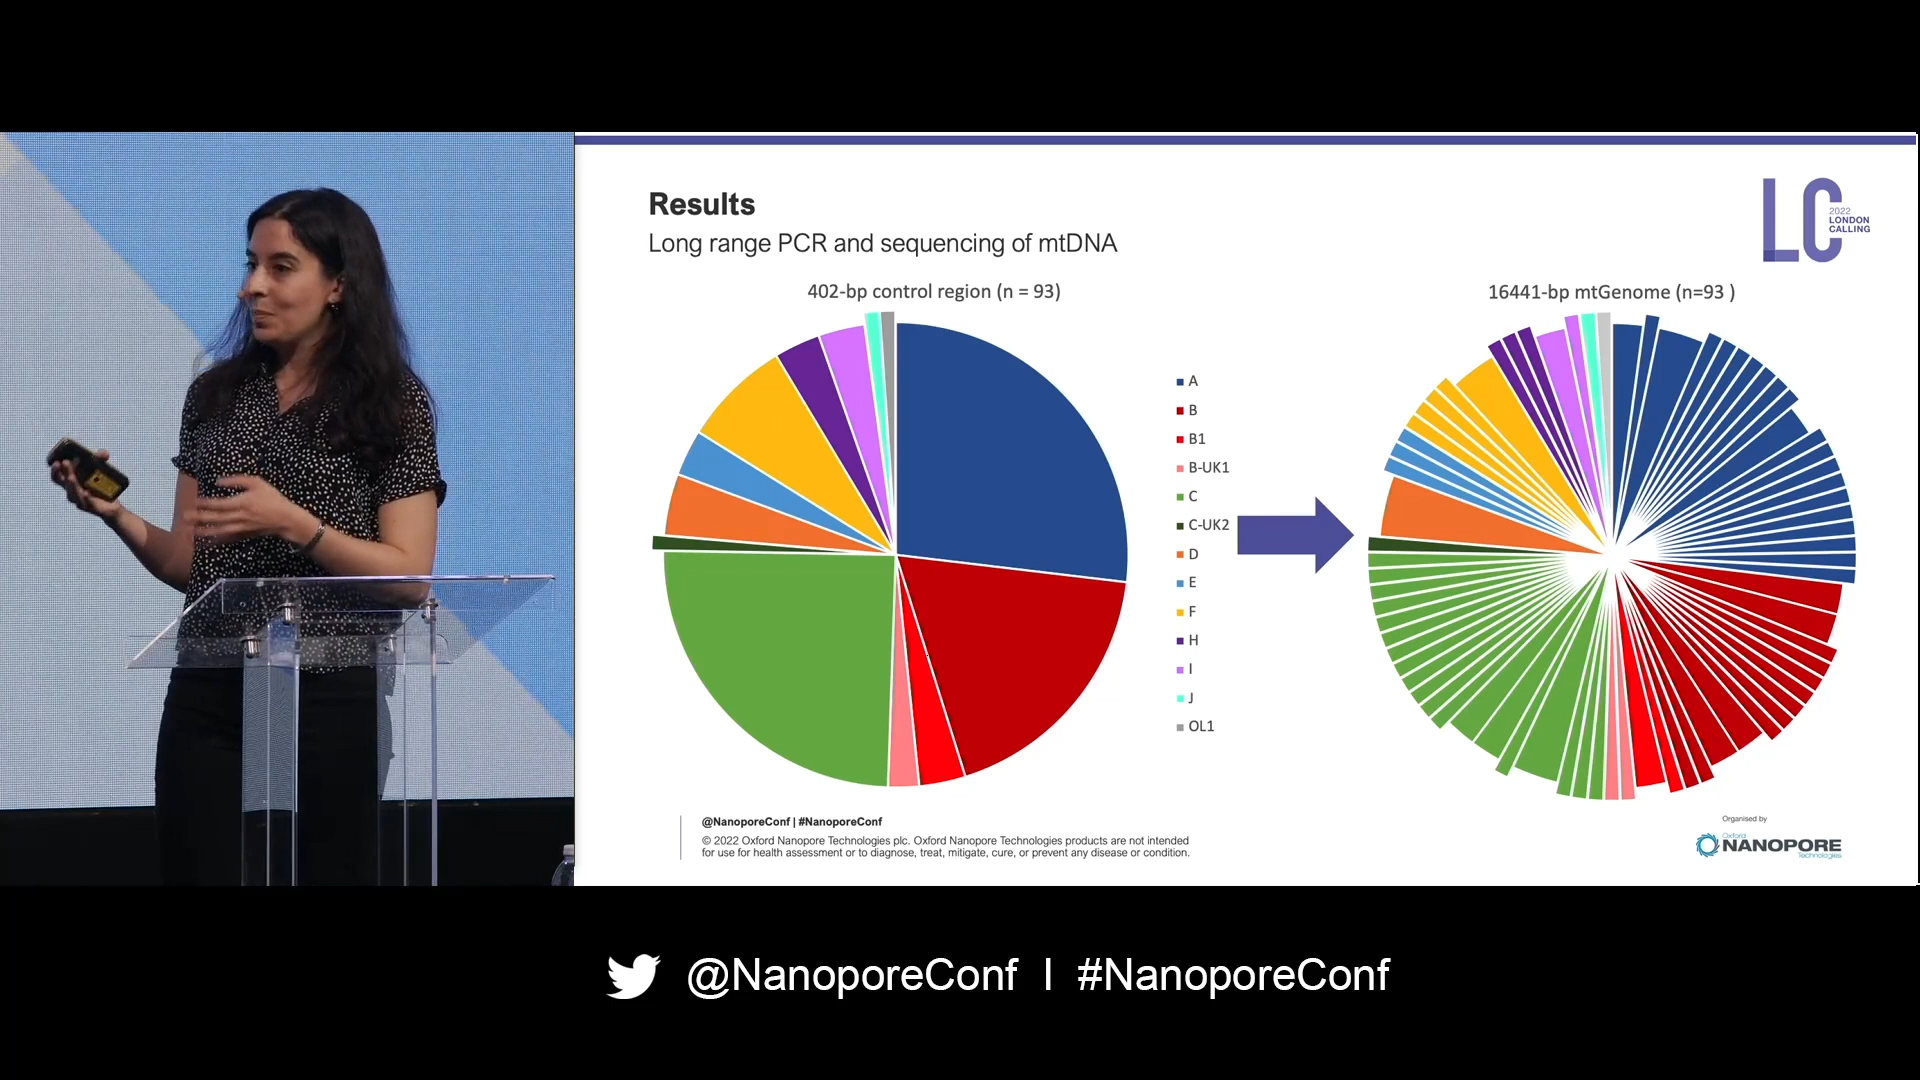 Results
Long range PCR and sequencing of mtDNA
LC
2022
LONDON
CALLING
402-bp control region (n = 93)
16441-bp mtGenome (n=93 )
A
B
B1
B-UK1
C
C-UK2
D
E
F
H
I
J
OL1
@NanoporeConf | #NanoporeConf
© 2022 Oxford Nanopore Technologies plc. Oxford Nanopore Technologies products are not intended
for use for health assessment or to diagnose, treat, mitigate, cure, or prevent any disease or condition.
Organised by
Oxford
NANOPORE
Technologies
@NanoporeConf | #NanoporeConf